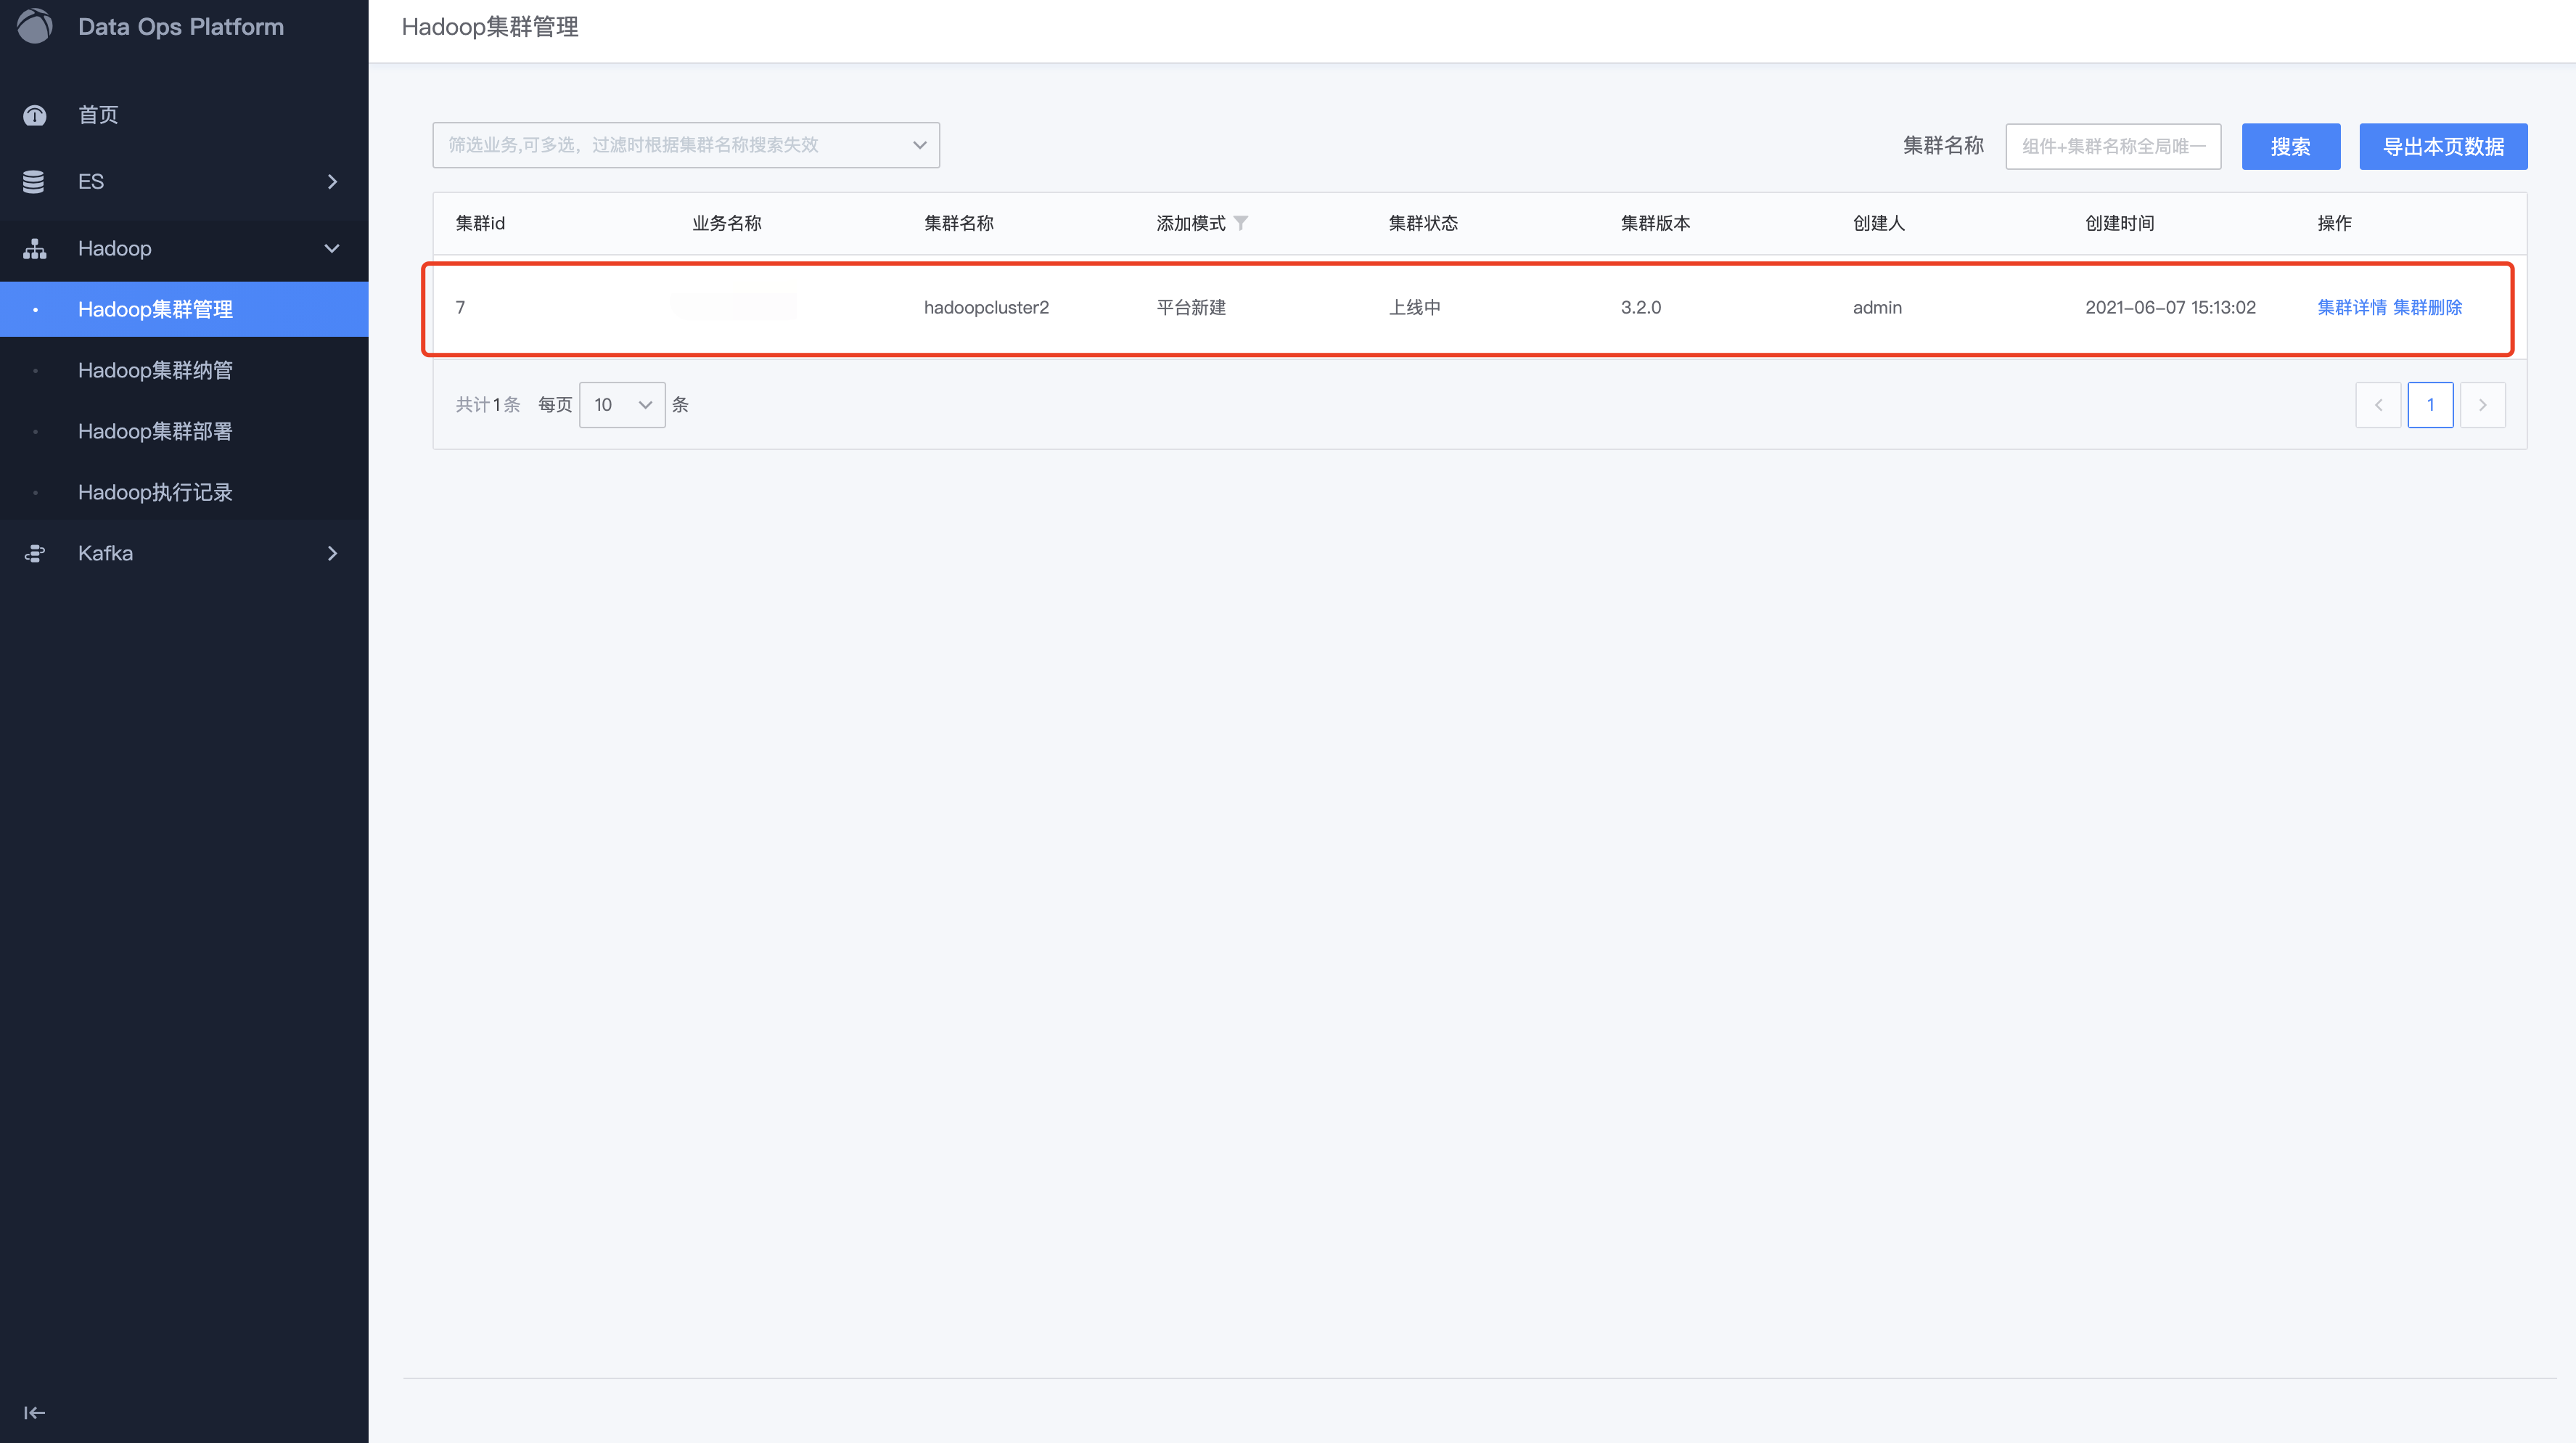 Data Ops Platform
首页
ES
Hadoop
Hadoop集群管理
Hadoop集群纳管
Hadoop集群部署
Hadoop执行记录
Kafka
Hadoop集群管理
筛选业务,可多选，过滤时根据集群名称搜索失效
集群名称 组件+集群名称全局唯一 搜索 导出本页数据
集群id 业务名称 集群名称 添加模式 集群状态 集群版本 创建人 创建时间 操作
7 hadoopcluster2 平台新建 上线中 3.2.0 admin 2021-06-07 15:13:02 集群详情 集群删除
共计1条 每页 10 条 1